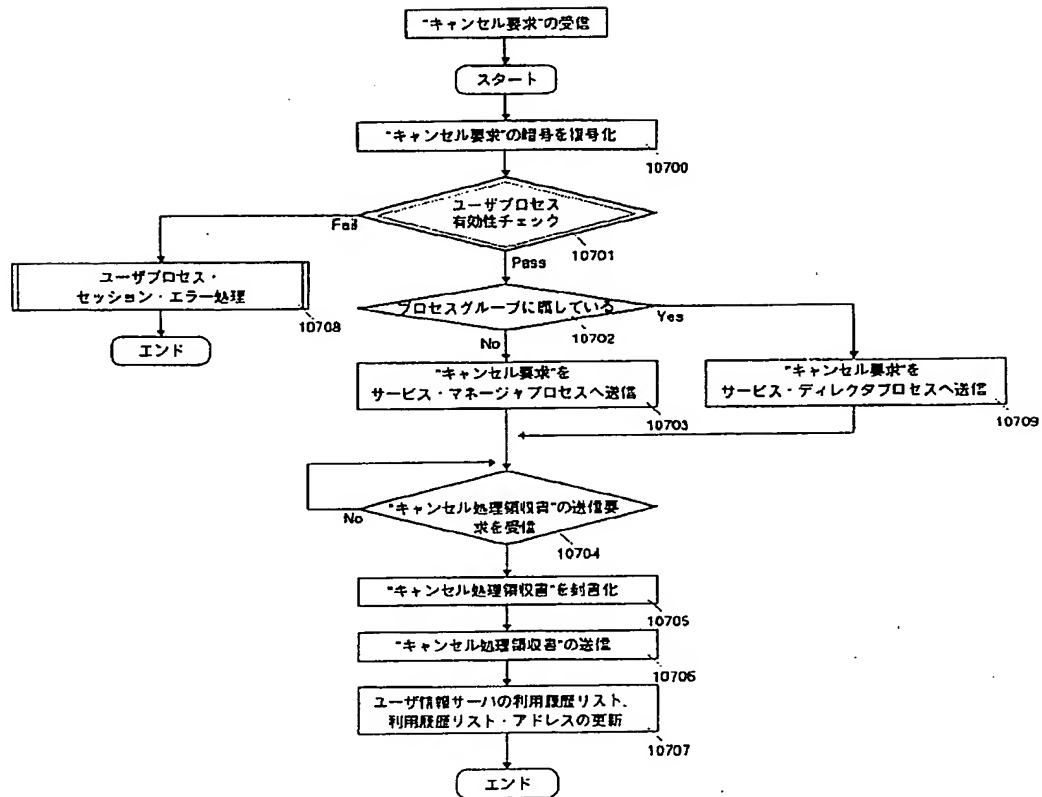 "キャンセル要求"の受信
スタート
"キャンセル要求"の暗号を復号化
10700
ユーザプロセス
有効性チェック
Fail
10701
Pass
ユーザプロセス・
セッション・エラー処理
10708
エンド
プロセスグループに属している
Yes
10702
No
"キャンセル要求"を
サービス・マネージャプロセスへ送信
10703
"キャンセル要求"を
サービス・ディレクタプロセスへ送信
10709
"キャンセル処理領収書"の送信要
求を受信
No
10704
"キャンセル処理領収書"を封書化
10705
"キャンセル処理領収書"の送信
10706
ユーザ情報サーバの利用履歴リスト、
利用履歴リスト・アドレスの更新
10707
エンド